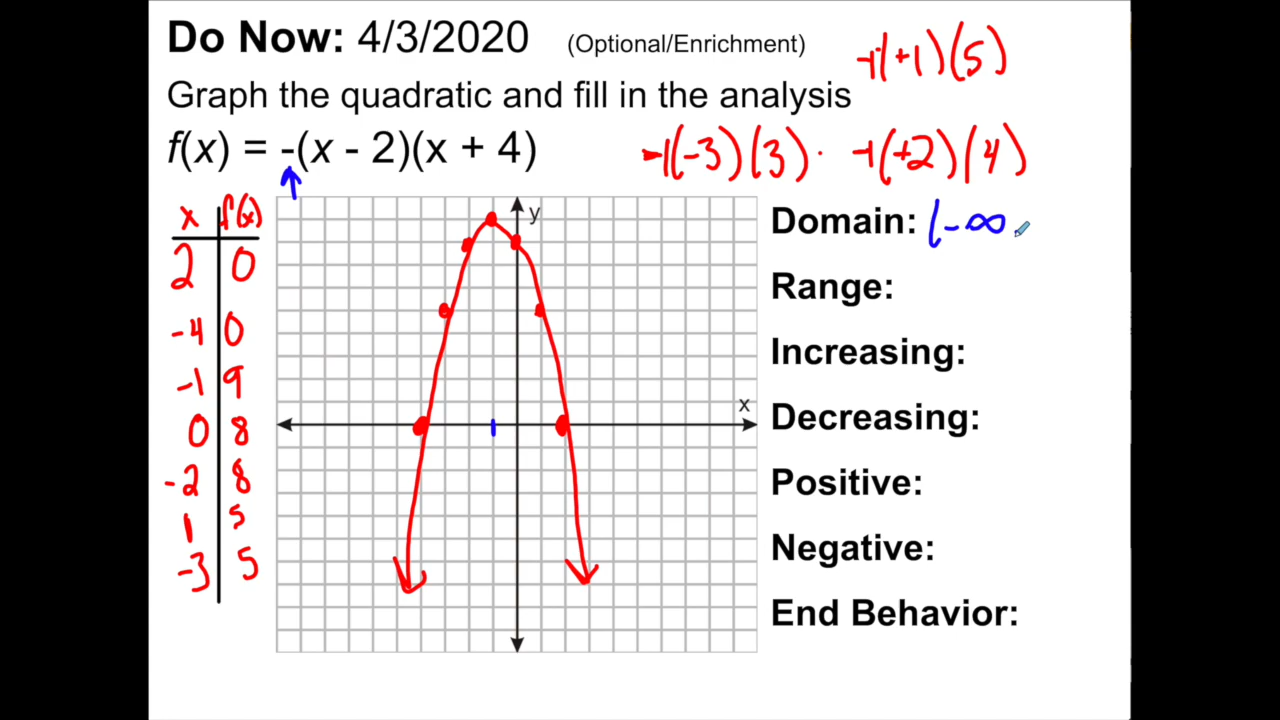 Do Now: 4/3/2020 (Optional/Enrichment)
-1(+1)(5)
Graph the quadratic and fill in the analysis
f(x) = -(x - 2)(x + 4)
-1(-3)(3) · -1(+2)(4)
x f(x)
2 0
-4 0
-1 9
0 8
-2 8
1 5
-3 5
y
x
Domain: (-∞
Range:
Increasing:
Decreasing:
Positive:
Negative:
End Behavior: